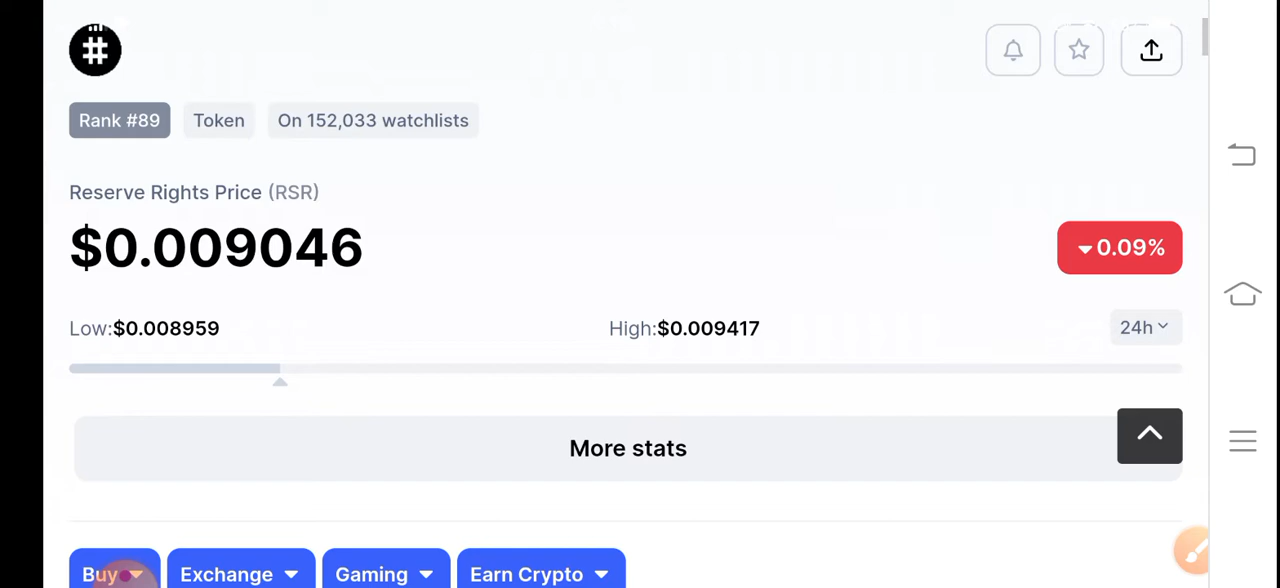 Rank #89 Token On 152,033 watchlists
Reserve Rights Price (RSR)
$0.009046 0.09%
Low:$0.008959 High:$0.009417 24h
More stats
Buy Exchange Gaming Earn Crypto